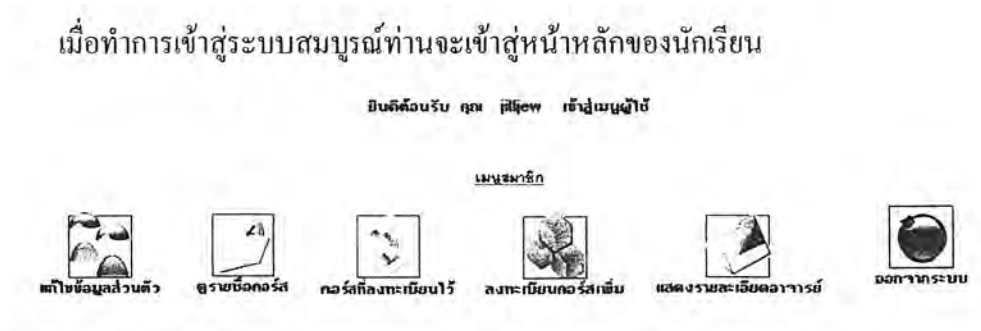 เมื่อทำการเข้าสู่ระบบสมบูรณ์ท่านจะเข้าสู่หน้าหลักของนักเรียน
ยินดีต้อนรับ คุณ jilljew เข้าสู่เมนูผู้ใช้
เมนูสมาชิก
แก้ไขข้อมูลส่วนตัว ดูรายชื่อคอร์ส คอร์สที่ลงทะเบียนไว้ ลงทะเบียนคอร์สเพิ่ม แสดงรายละเอียดอาจารย์ ออกจากระบบ